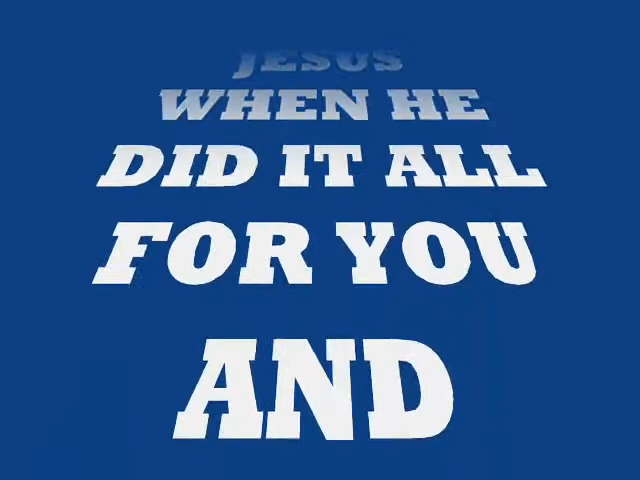 JESUS
WHEN HE
DID IT ALL
FOR YOU
AND